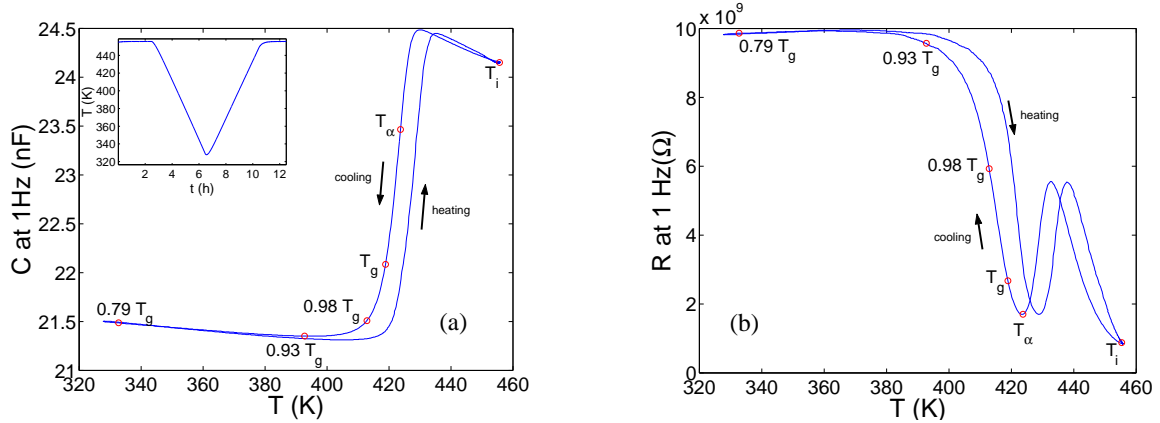 24.5
24
23.5
23
22.5
22
21.5
21
C at 1Hz (nF)
320
340
360
380
400
420
440
460
T (K)
440
420
400
380
360
340
320
T (K)
0
2
4
6
8
10
12
t (h)
T_i
T_α
cooling
heating
T_g
0.98 T_g
0.79 T_g
0.93 T_g
(a)
x 10^9
10
8
6
4
2
0
R at 1 Hz(Ω)
320
340
360
380
400
420
440
460
T (K)
0.79 T_g
0.93 T_g
heating
0.98 T_g
cooling
T_g
T_α
T_i
(b)